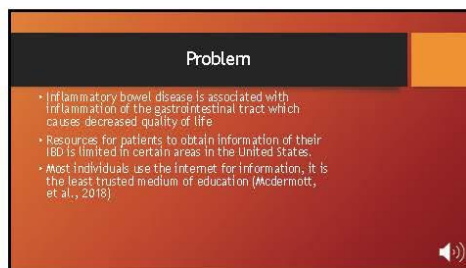 Problem
• Inflammatory bowel disease is associated with
inflammation of the gastrointestinal tract which
causes decreased quality of life
• Resources for patients to obtain information of their
IBD is limited in certain areas in the United States.
• Most individuals use the internet for information, it is
the least trusted medium of education (Mcdermott,
et al., 2018)